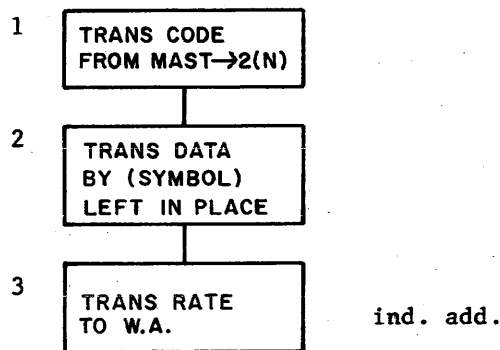 1
TRANS CODE
FROM MAST→2(N)
2
TRANS DATA
BY (SYMBOL)
LEFT IN PLACE
3
TRANS RATE
TO W.A.
ind. add.